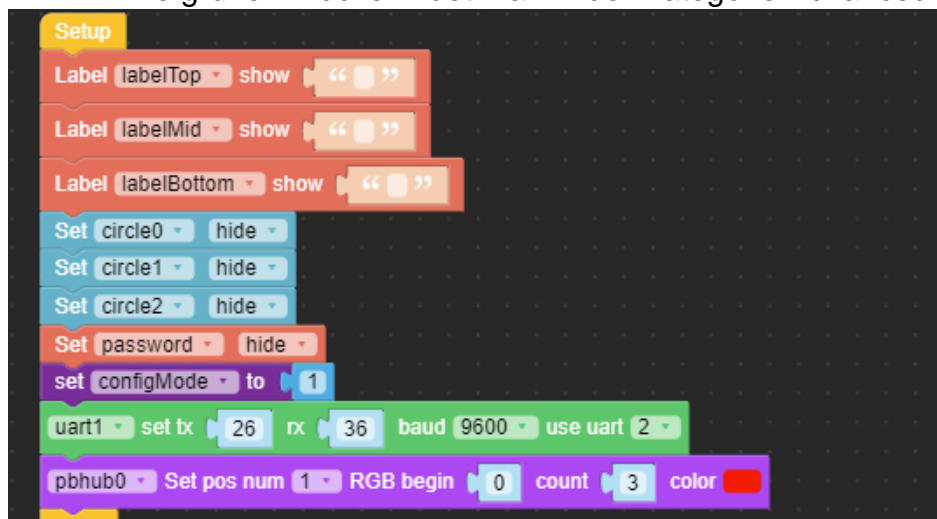 Setup
Label labelTop show “ ”
Label labelMid show “ ”
Label labelBottom show “ ”
Set circle0 hide
Set circle1 hide
Set circle2 hide
Set password hide
set configMode to 1
uart1 set tx 26 rx 36 baud 9600 use uart 2
pbhub0 Set pos num 1 RGB begin 0 count 3 color